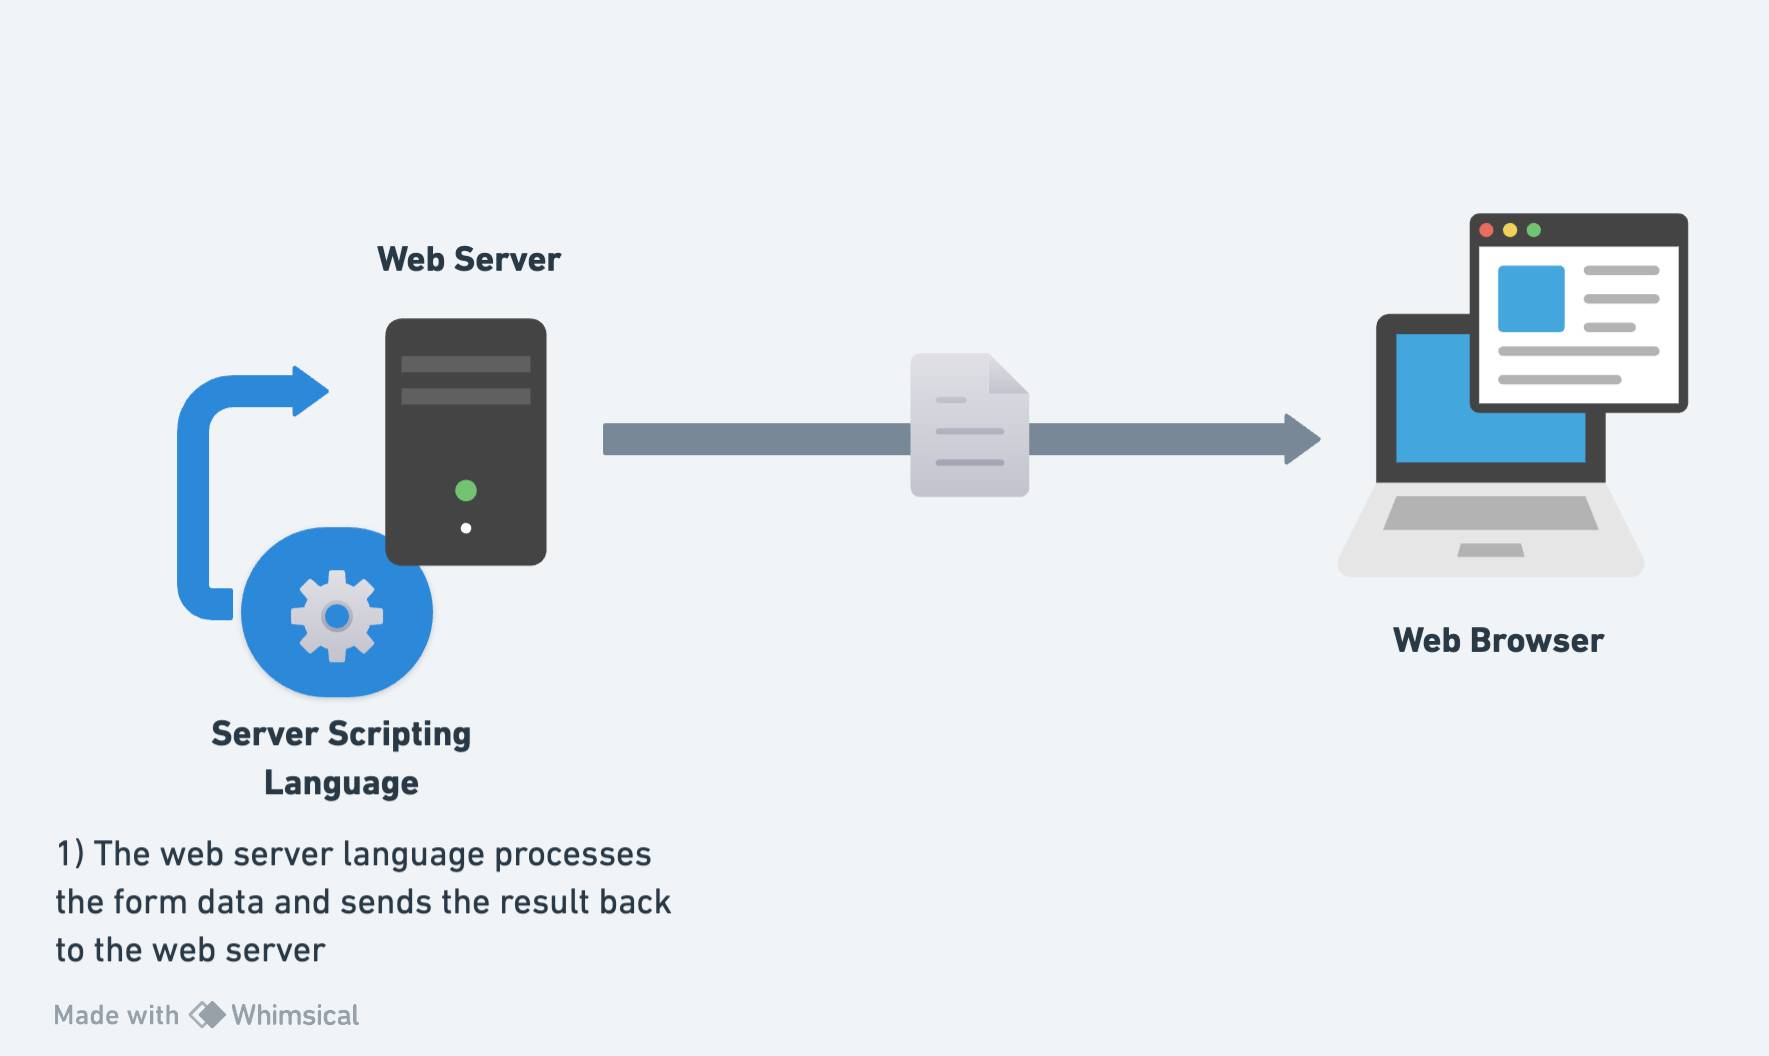 Web Server
Web Browser
Server Scripting
Language
1) The web server language processes
the form data and sends the result back
to the web server
Made with Whimsical